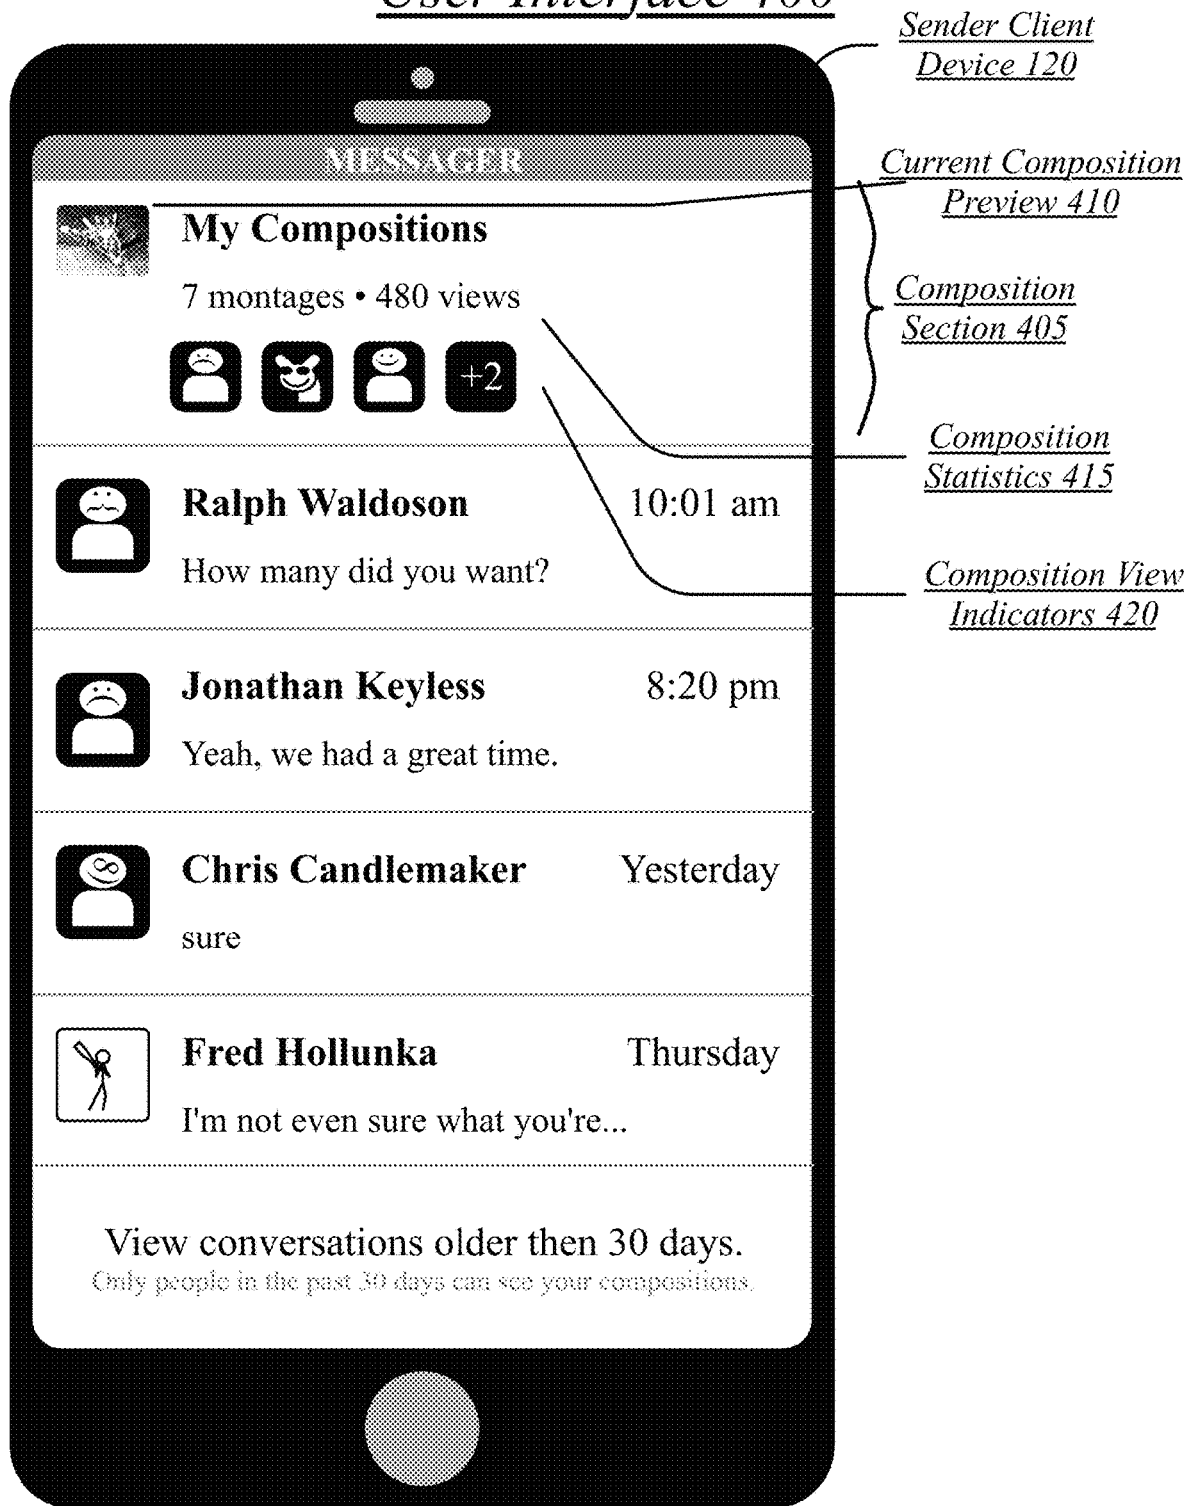 User Interface 400
Sender Client
Device 120
MESSAGER
Current Composition
Preview 410
My Compositions
7 montages • 480 views
+2
Composition
Section 405
Composition
Statistics 415
Ralph Waldoson
10:01 am
How many did you want?
Composition View
Indicators 420
Jonathan Keyless
8:20 pm
Yeah, we had a great time.
Chris Candlemaker
Yesterday
sure
Fred Hollunka
Thursday
I'm not even sure what you're...
View conversations older then 30 days.
Only people in the past 30 days can see your compositions.